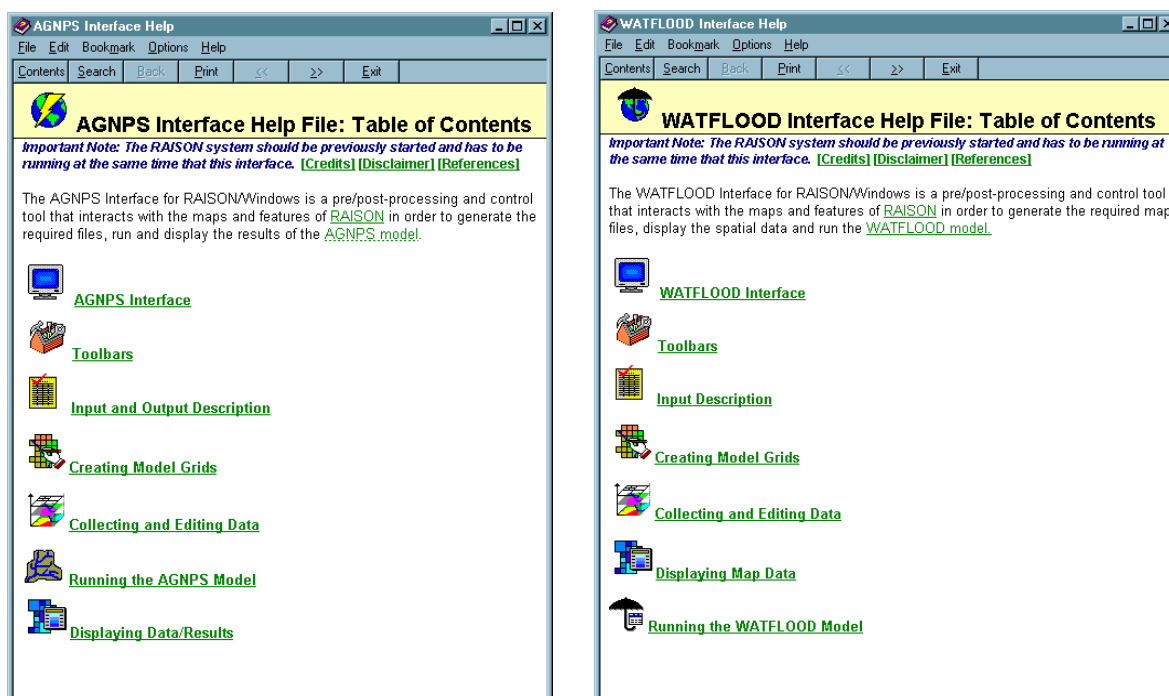 AGNPS Interface Help
File Edit Bookmark Options Help
Contents Search Back Print << >> Exit
AGNPS Interface Help File: Table of Contents
Important Note: The RAISON system should be previously started and has to be
running at the same time that this interface. [Credits] [Disclaimer] [References]
The AGNPS Interface for RAISON/Windows is a pre/post-processing and control
tool that interacts with the maps and features of RAISON in order to generate the
required files, run and display the results of the AGNPS model.
AGNPS Interface
Toolbars
Input and Output Description
Creating Model Grids
Collecting and Editing Data
Running the AGNPS Model
Displaying Data/Results
WATFLOOD Interface Help
File Edit Bookmark Options Help
Contents Search Back Print << >> Exit
WATFLOOD Interface Help File: Table of Contents
Important Note: The RAISON system should be previously started and has to be running at
the same time that this interface. [Credits] [Disclaimer] [References]
The WATFLOOD Interface for RAISON/Windows is a pre/post-processing and control tool
that interacts with the maps and features of RAISON in order to generate the required map
files, display the spatial data and run the WATFLOOD model.
WATFLOOD Interface
Toolbars
Input Description
Creating Model Grids
Collecting and Editing Data
Displaying Map Data
Running the WATFLOOD Model